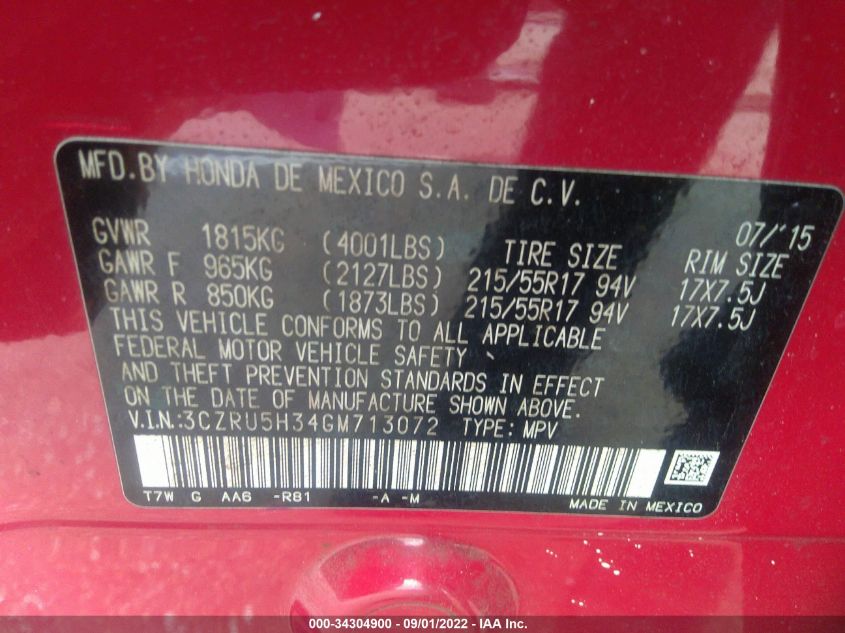 MFD.BY HONDA DE MEXICO S.A. DE C.V.
07/'15
GVWR 1815KG (4001LBS) TIRE SIZE RIM SIZE
GAWR F 965KG (2127LBS) 215/55R17 94V 17X7.5J
GAWR R 850KG (1873LBS) 215/55R17 94V 17X7.5J
THIS VEHICLE CONFORMS TO ALL APPLICABLE
FEDERAL MOTOR VEHICLE SAFETY
AND THEFT PREVENTION STANDARDS IN EFFECT
ON THE DATE OF MANUFACTURE SHOWN ABOVE.
V.I.N.:3CZRU5H34GM713072 TYPE: MPV
T7W G AA6 -R81 -A -M
MADE IN MEXICO
000-34304900 - 09/01/2022 - IAA Inc.